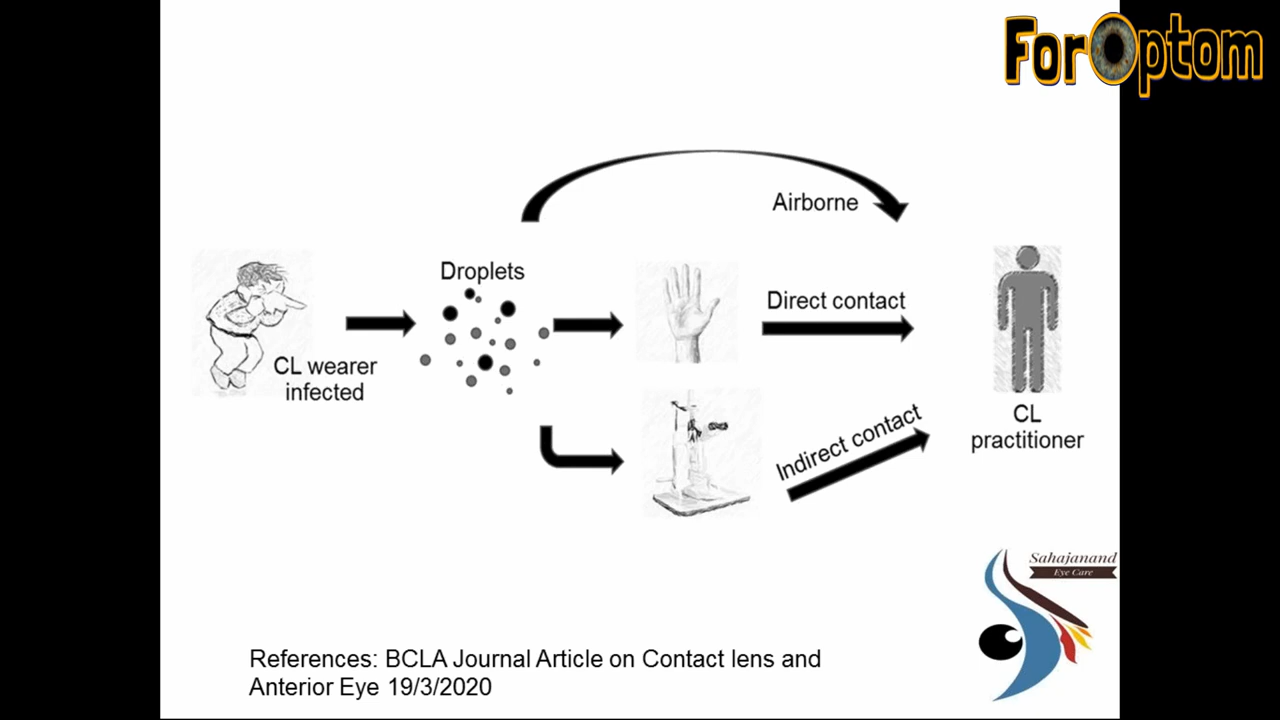 ForOptom
Airborne
Droplets
Direct contact
CL wearer
infected
Indirect contact
CL
practitioner
Sahajanand
Eye Care
References: BCLA Journal Article on Contact lens and
Anterior Eye 19/3/2020